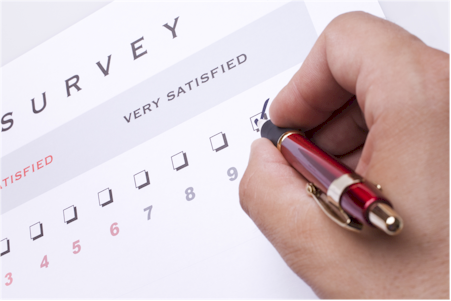 SURVEY
VERY SATISFIED
ATISFIED
3 4 5 6 7 8 9